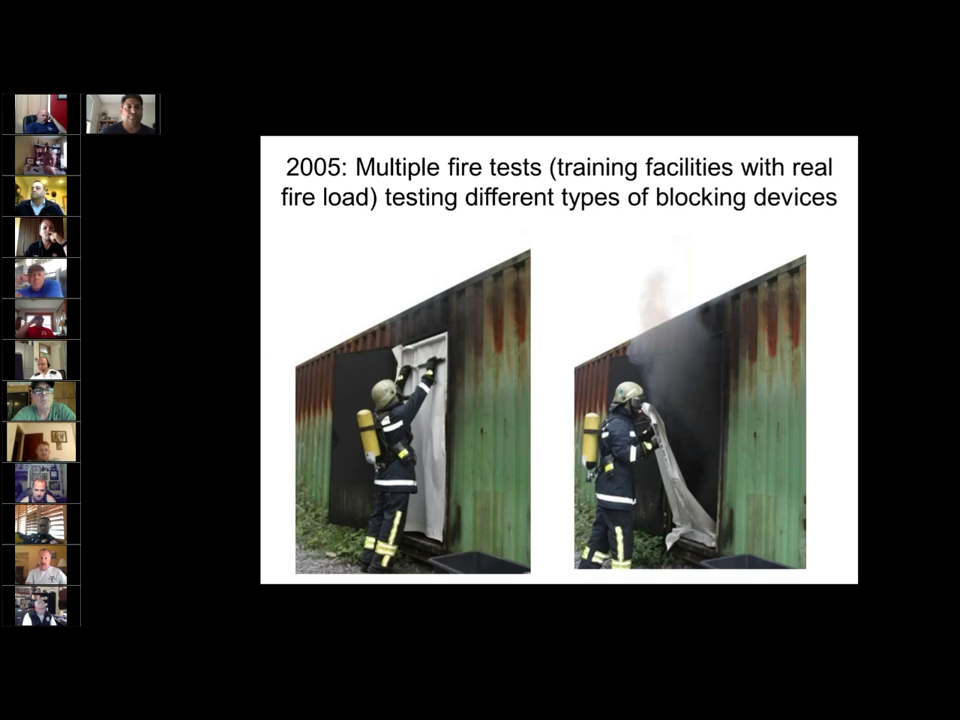 2005: Multiple fire tests (training facilities with real
fire load) testing different types of blocking devices